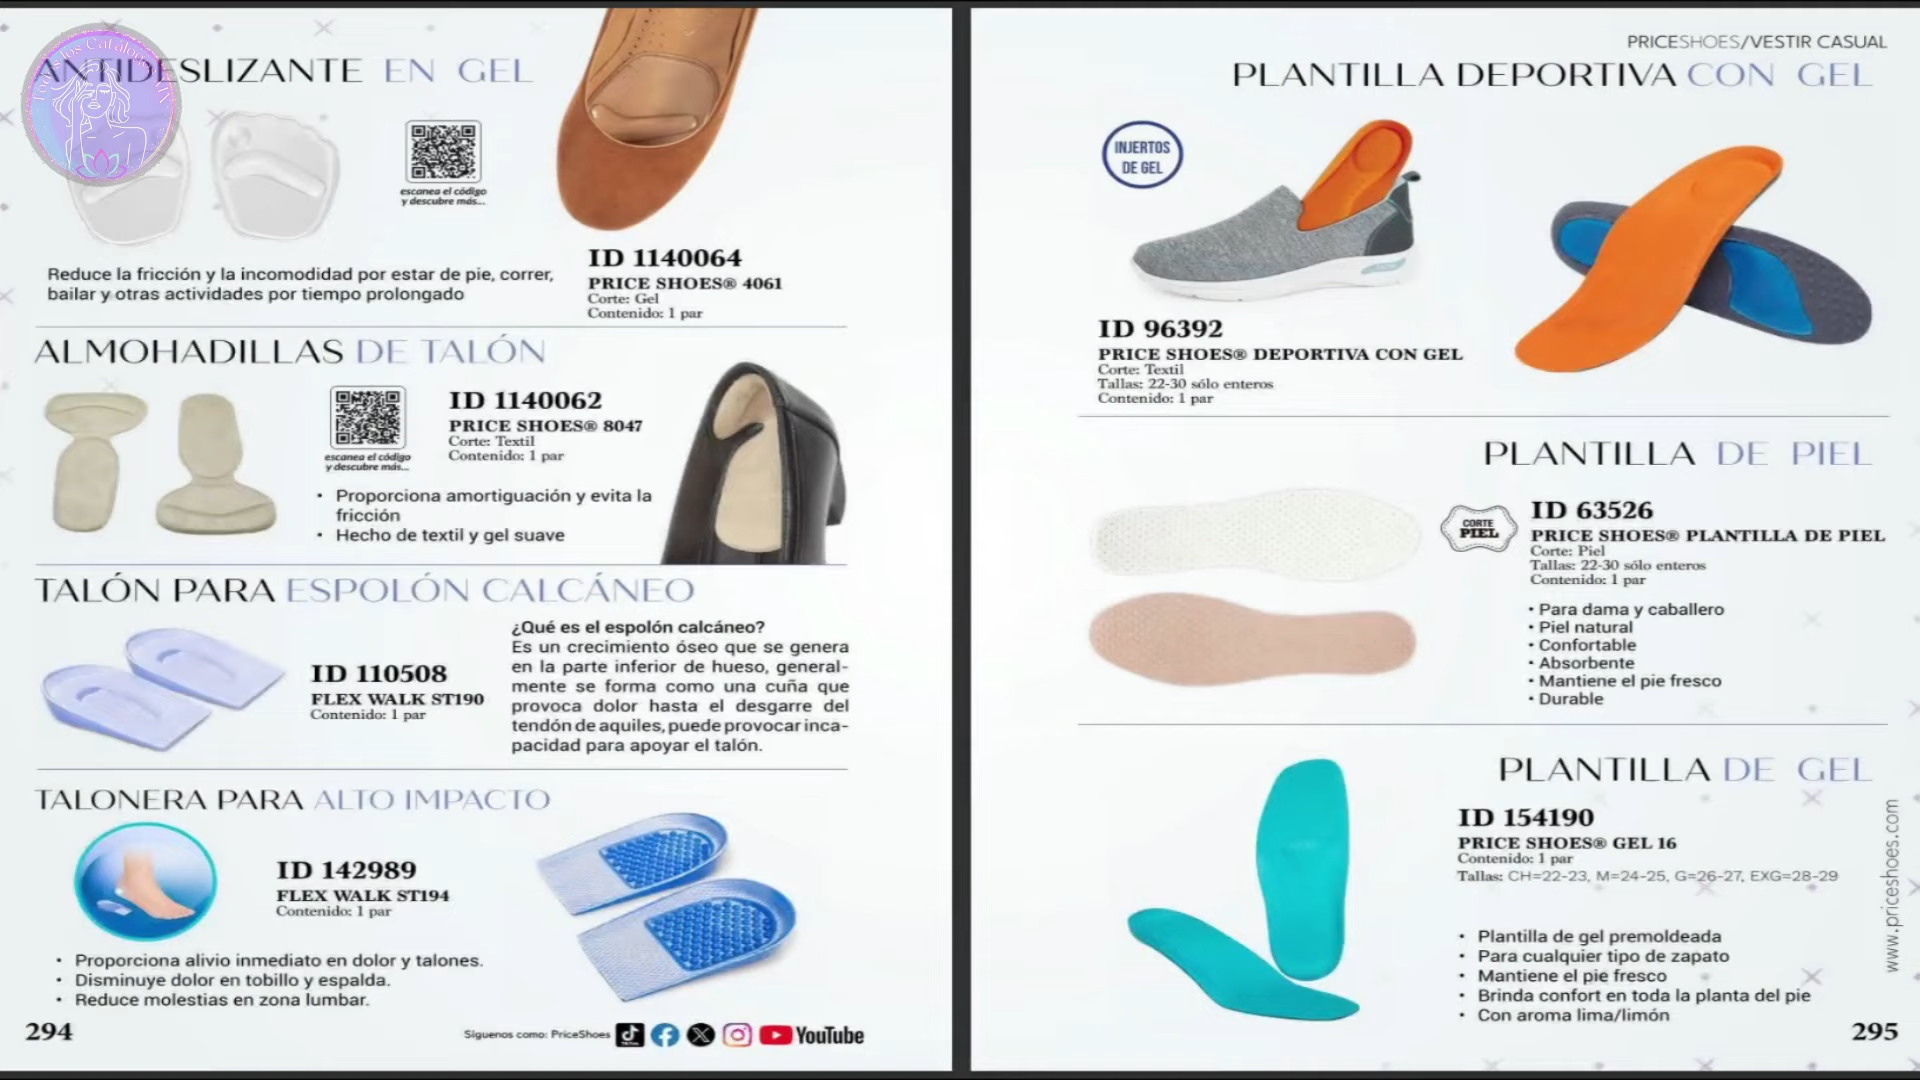 ANTIDESLIZANTE EN GEL
escanea el código
y descubre más...
Reduce la fricción y la incomodidad por estar de pie, correr,
bailar y otras actividades por tiempo prolongado
ID 1140064
PRICE SHOES® 4061
Corte: Gel
Contenido: 1 par
ALMOHADILLAS DE TALÓN
escanea el código
y descubre más...
ID 1140062
PRICE SHOES® 8047
Corte: Textil
Contenido: 1 par
• Proporciona amortiguación y evita la
fricción
• Hecho de textil y gel suave
TALÓN PARA ESPOLÓN CALCÁNEO
ID 110508
FLEX WALK ST190
Contenido: 1 par
¿Qué es el espolón calcáneo?
Es un crecimiento óseo que se genera
en la parte inferior de hueso, general-
mente se forma como una cuña que
provoca dolor hasta el desgarre del
tendón de aquiles, puede provocar inca-
pacidad para apoyar el talón.
TALONERA PARA ALTO IMPACTO
ID 142989
FLEX WALK ST194
Contenido: 1 par
• Proporciona alivio inmediato en dolor y talones.
• Disminuye dolor en tobillo y espalda.
• Reduce molestias en zona lumbar.
294
Síguenos como: PriceShoes
YouTube
PRICESHOES/VESTIR CASUAL
PLANTILLA DEPORTIVA CON GEL
INJERTOS
DE GEL
ID 96392
PRICE SHOES® DEPORTIVA CON GEL
Corte: Textil
Tallas: 22-30 sólo enteros
Contenido: 1 par
PLANTILLA DE PIEL
CORTE
PIEL
ID 63526
PRICE SHOES® PLANTILLA DE PIEL
Corte: Piel
Tallas: 22-30 sólo enteros
Contenido: 1 par
• Para dama y caballero
• Piel natural
• Confortable
• Absorbente
• Mantiene el pie fresco
• Durable
PLANTILLA DE GEL
ID 154190
PRICE SHOES® GEL 16
Contenido: 1 par
Tallas: CH=22-23, M=24-25, G=26-27, EXG=28-29
• Plantilla de gel premoldeada
• Para cualquier tipo de zapato
• Mantiene el pie fresco
• Brinda confort en toda la planta del pie
• Con aroma lima/limón
www.priceshoes.com
295